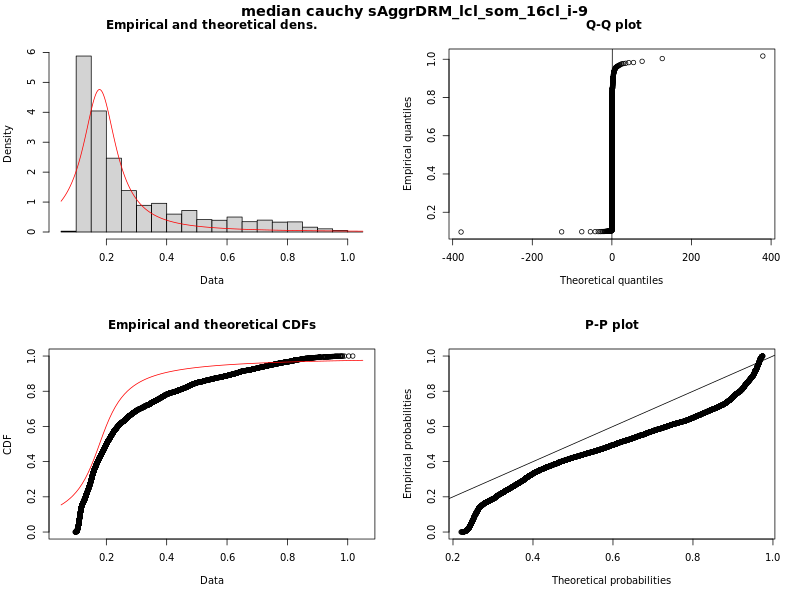 median cauchy sAggrDRM_lcl_som_16cl_i-9
Empirical and theoretical dens.
Density
0 1 2 3 4 5 6
0.2 0.4 0.6 0.8 1.0
Data
Q-Q plot
Empirical quantiles
0.2 0.4 0.6 0.8 1.0
-400 -200 0 200 400
Theoretical quantiles
Empirical and theoretical CDFs
CDF
0.0 0.2 0.4 0.6 0.8 1.0
0.2 0.4 0.6 0.8 1.0
Data
P-P plot
Empirical probabilities
0.0 0.2 0.4 0.6 0.8 1.0
0.2 0.4 0.6 0.8 1.0
Theoretical probabilities